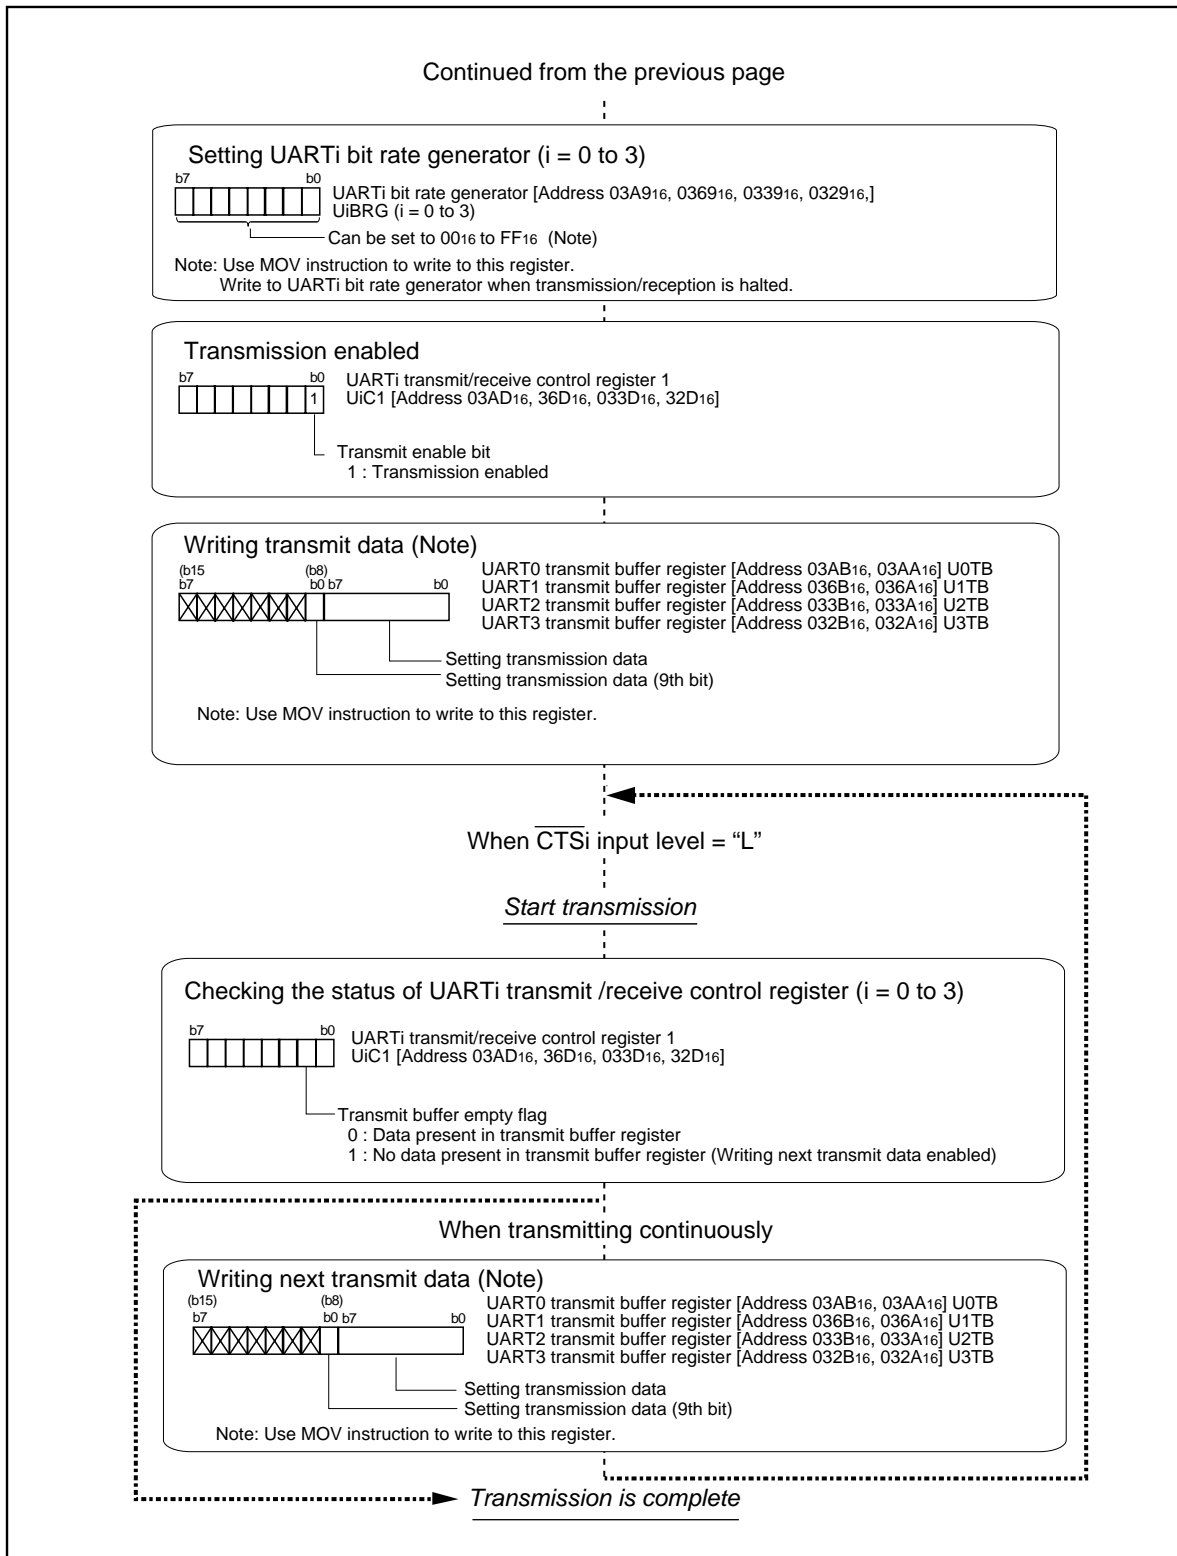 Continued from the previous page
Setting UARTi bit rate generator (i = 0 to 3)
b7 b0
UARTi bit rate generator [Address 03A916, 036916, 033916, 032916,]
UiBRG (i = 0 to 3)
Can be set to 0016 to FF16 (Note)
Note: Use MOV instruction to write to this register.
Write to UARTi bit rate generator when transmission/reception is halted.
Transmission enabled
b7 b0
UARTi transmit/receive control register 1
1
UiC1 [Address 03AD16, 36D16, 033D16, 32D16]
Transmit enable bit
1 : Transmission enabled
Writing transmit data (Note)
(b15 (b8)
b7 b0 b7 b0
UART0 transmit buffer register [Address 03AB16, 03AA16] U0TB
UART1 transmit buffer register [Address 036B16, 036A16] U1TB
UART2 transmit buffer register [Address 033B16, 033A16] U2TB
UART3 transmit buffer register [Address 032B16, 032A16] U3TB
Setting transmission data
Setting transmission data (9th bit)
Note: Use MOV instruction to write to this register.
When CTSi input level = “L”
Start transmission
Checking the status of UARTi transmit /receive control register (i = 0 to 3)
b7 b0
UARTi transmit/receive control register 1
UiC1 [Address 03AD16, 36D16, 033D16, 32D16]
Transmit buffer empty flag
0 : Data present in transmit buffer register
1 : No data present in transmit buffer register (Writing next transmit data enabled)
When transmitting continuously
Writing next transmit data (Note)
(b15) (b8)
b7 b0 b7 b0
UART0 transmit buffer register [Address 03AB16, 03AA16] U0TB
UART1 transmit buffer register [Address 036B16, 036A16] U1TB
UART2 transmit buffer register [Address 033B16, 033A16] U2TB
UART3 transmit buffer register [Address 032B16, 032A16] U3TB
Setting transmission data
Setting transmission data (9th bit)
Note: Use MOV instruction to write to this register.
Transmission is complete